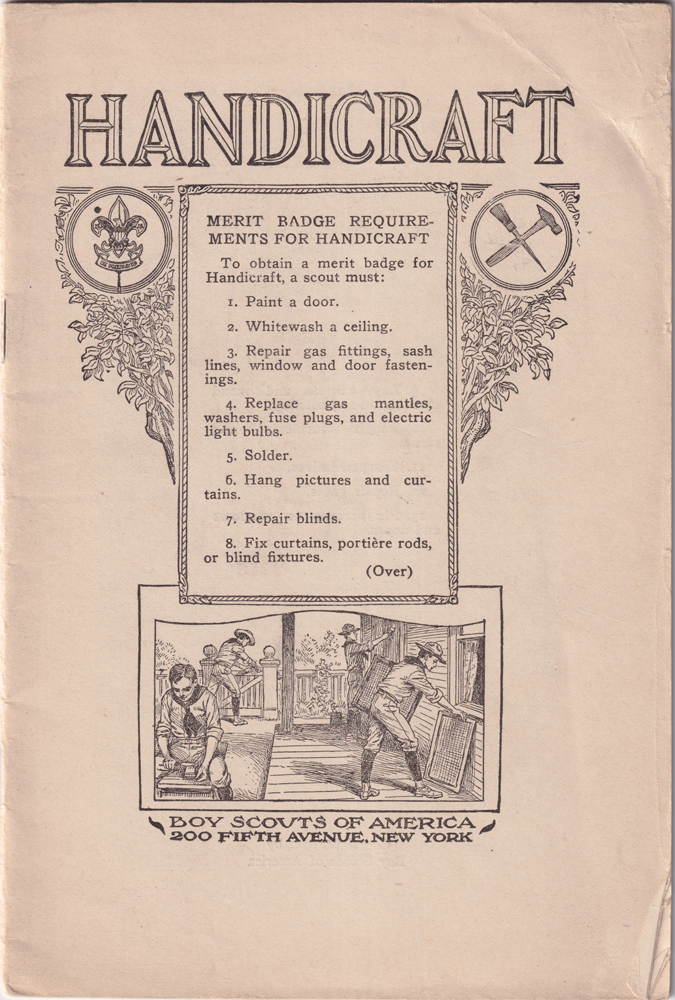 HANDICRAFT
MERIT BADGE REQUIRE-
MENTS FOR HANDICRAFT
To obtain a merit badge for
Handicraft, a scout must:
1. Paint a door.
2. Whitewash a ceiling.
3. Repair gas fittings, sash
lines, window and door fasten-
ings.
4. Replace gas mantles,
washers, fuse plugs, and electric
light bulbs.
5. Solder.
6. Hang pictures and cur-
tains.
7. Repair blinds.
8. Fix curtains, portière rods,
or blind fixtures.
(Over)
BOY SCOUTS OF AMERICA
200 FIFTH AVENUE, NEW YORK